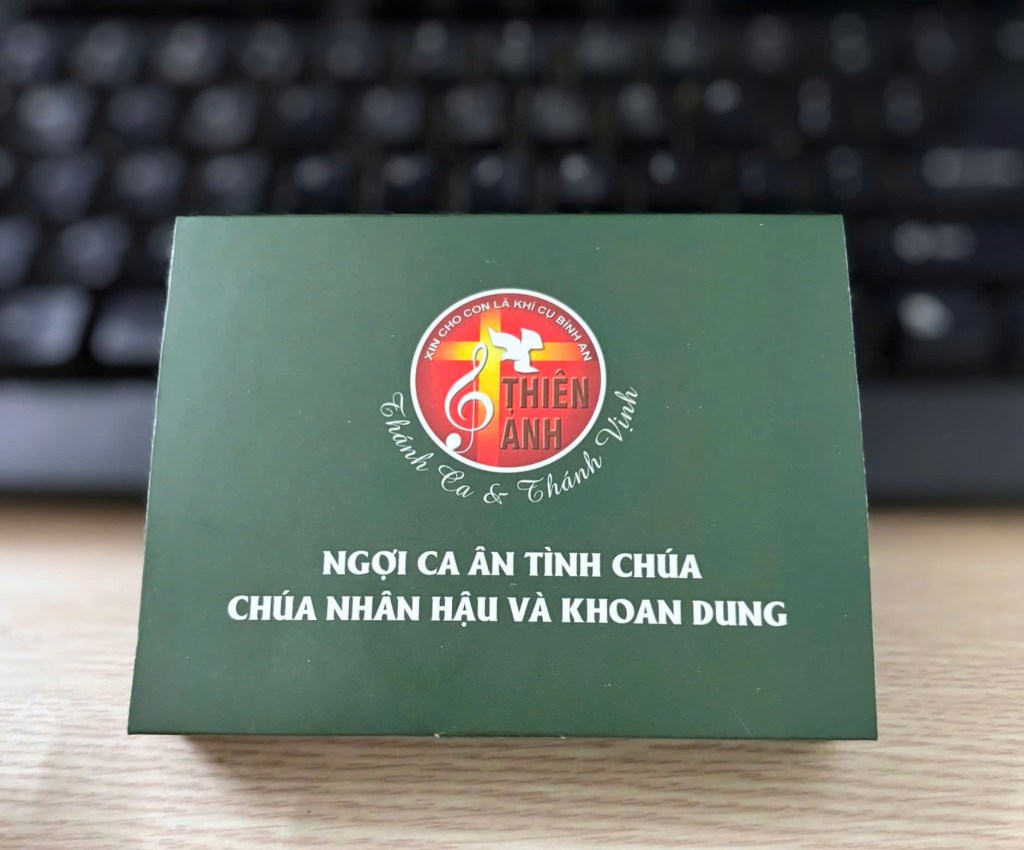 XIN CHO CON LÀ KHÍ CỤ BÌNH AN
THIÊN
ẢNH
Thánh Ca & Thánh Vịnh
NGỢI CA ÂN TÌNH CHÚA
CHÚA NHÂN HẬU VÀ KHOAN DUNG